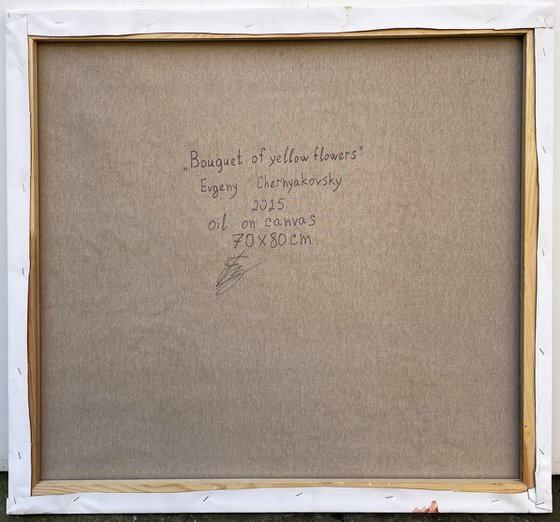 „Bouquet of yellow flowers"
Evgeny Chernyakovsky
2025
oil on canvas
70x80cm